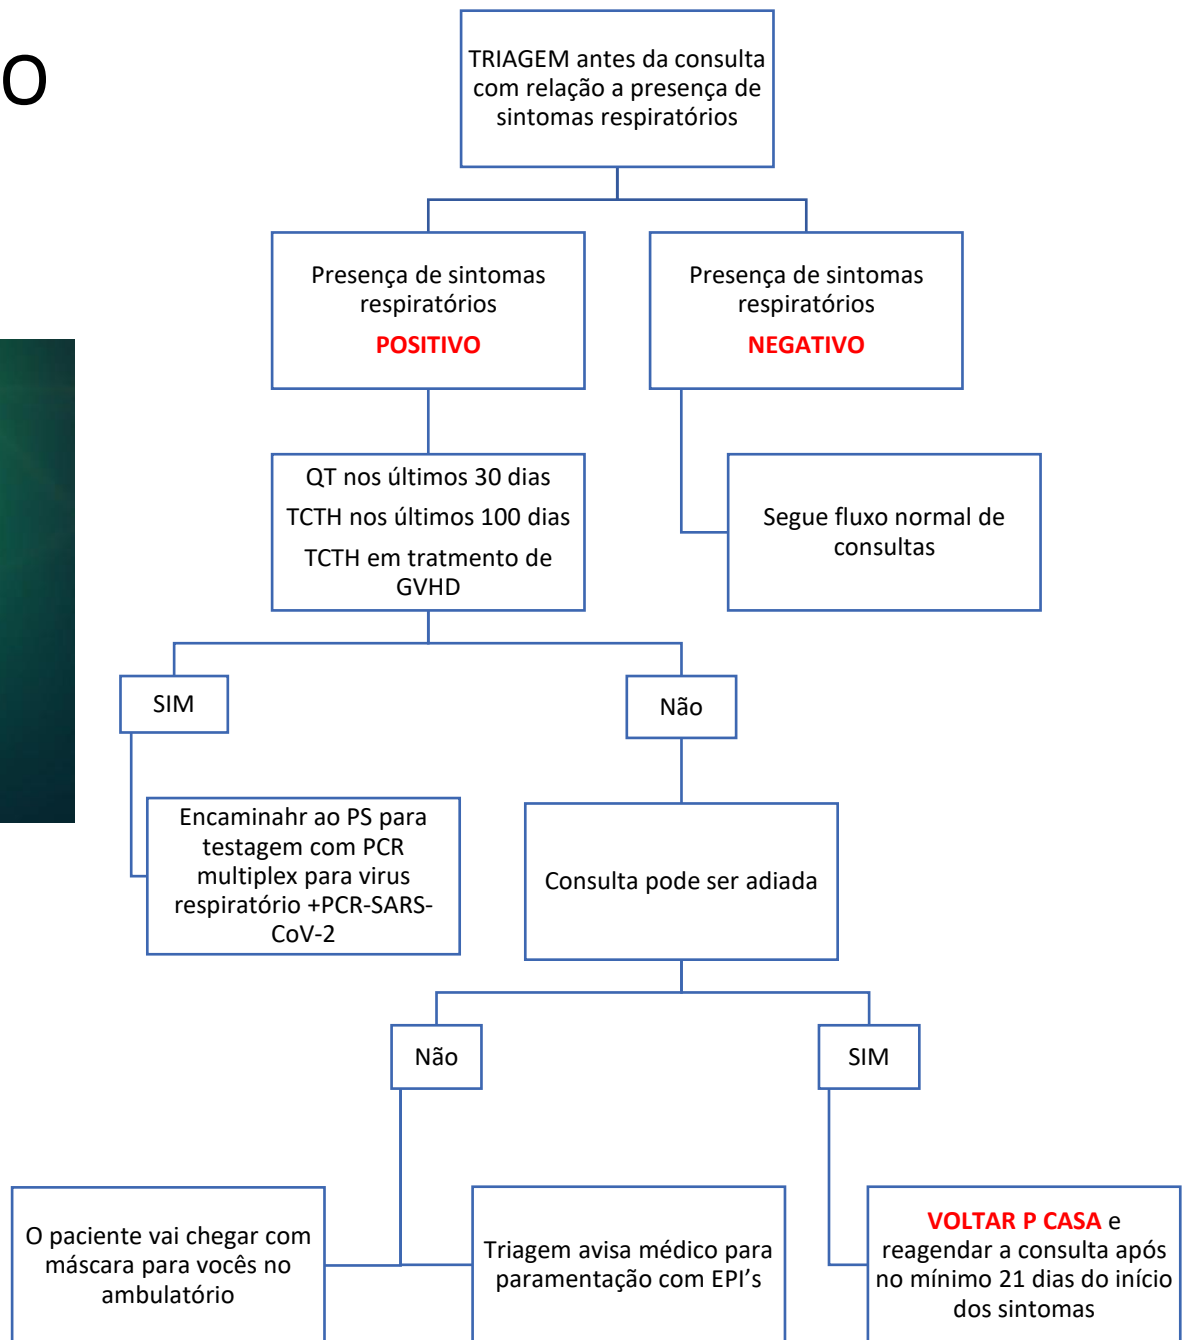 O
TRIAGEM antes da consulta
com relação a presença de
sintomas respiratórios
Presença de sintomas
respiratórios
POSITIVO
Presença de sintomas
respiratórios
NEGATIVO
QT nos últimos 30 dias
TCTH nos últimos 100 dias
TCTH em tratmento de
GVHD
Segue fluxo normal de
consultas
SIM
Não
Encaminahr ao PS para
testagem com PCR
multiplex para virus
respiratório +PCR-SARS-
CoV-2
Consulta pode ser adiada
Não
SIM
O paciente vai chegar com
máscara para vocês no
ambulatório
Triagem avisa médico para
paramentação com EPI’s
VOLTAR P CASA e
reagendar a consulta após
no mínimo 21 dias do início
dos sintomas